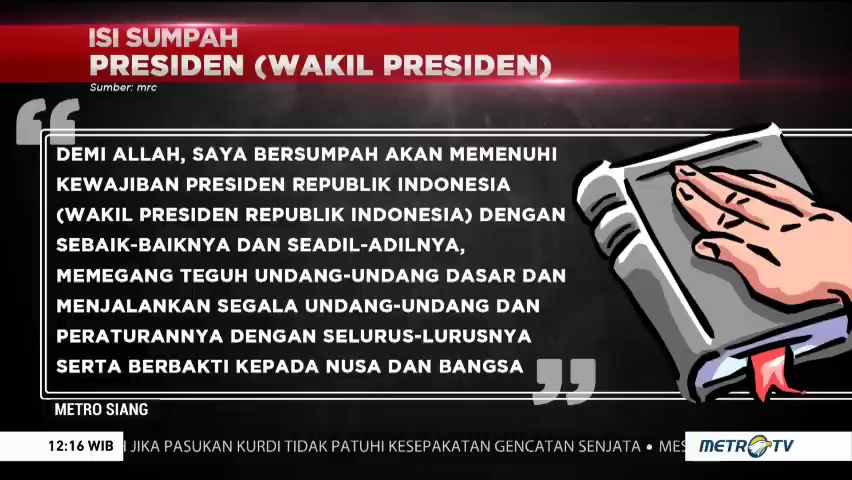 ISI SUMPAH
PRESIDEN (WAKIL PRESIDEN)
Sumber: mrc
“
DEMI ALLAH, SAYA BERSUMPAH AKAN MEMENUHI
KEWAJIBAN PRESIDEN REPUBLIK INDONESIA
(WAKIL PRESIDEN REPUBLIK INDONESIA) DENGAN
SEBAIK-BAIKNYA DAN SEADIL-ADILNYA,
MEMEGANG TEGUH UNDANG-UNDANG DASAR DAN
MENJALANKAN SEGALA UNDANG-UNDANG DAN
PERATURANNYA DENGAN SELURUS-LURUSNYA
SERTA BERBAKTI KEPADA NUSA DAN BANGSA
”
METRO SIANG
12:16 WIB JIKA PASUKAN KURDI TIDAK PATUHI KESEPAKATAN GENCATAN SENJATA • METRO TV